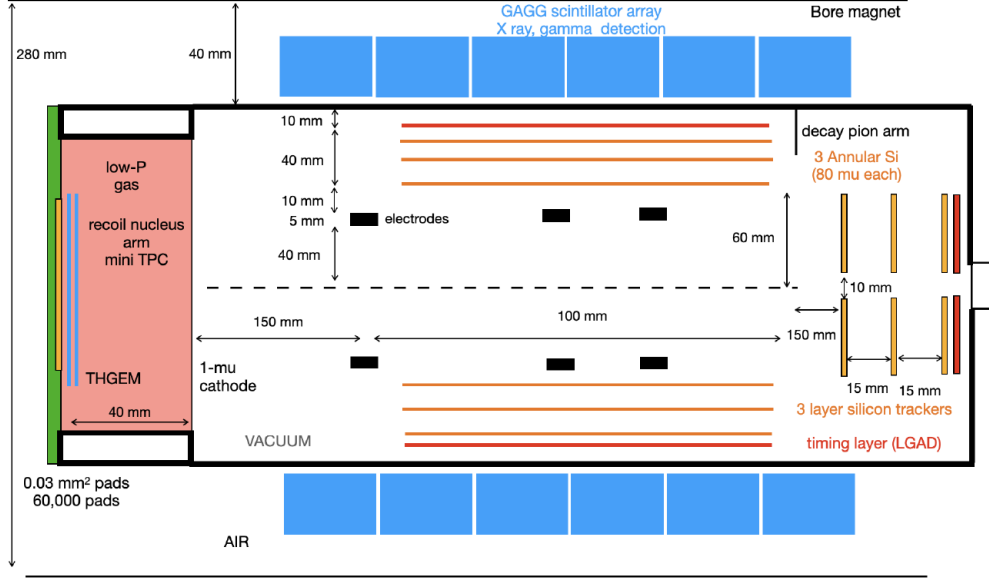 GAGG scintillator array
X ray, gamma detection
Bore magnet
280 mm
40 mm
10 mm
decay pion arm
low-P
gas
40 mm
3 Annular Si
(80 mu each)
10 mm
recoil nucleus
arm
mini TPC
5 mm
electrodes
60 mm
40 mm
10 mm
150 mm
100 mm
150 mm
1-mu
cathode
THGEM
15 mm
15 mm
40 mm
3 layer silicon trackers
VACUUM
timing layer (LGAD)
0.03 mm² pads
60,000 pads
AIR